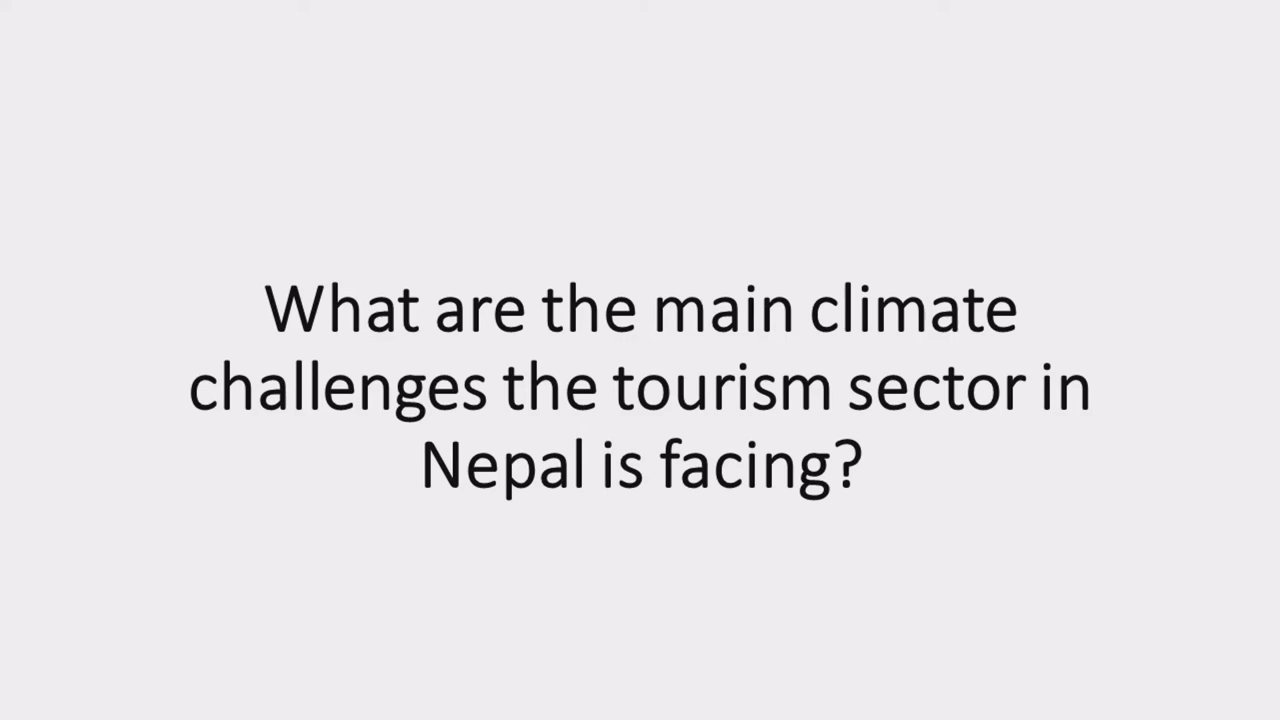 What are the main climate
challenges the tourism sector in
Nepal is facing?